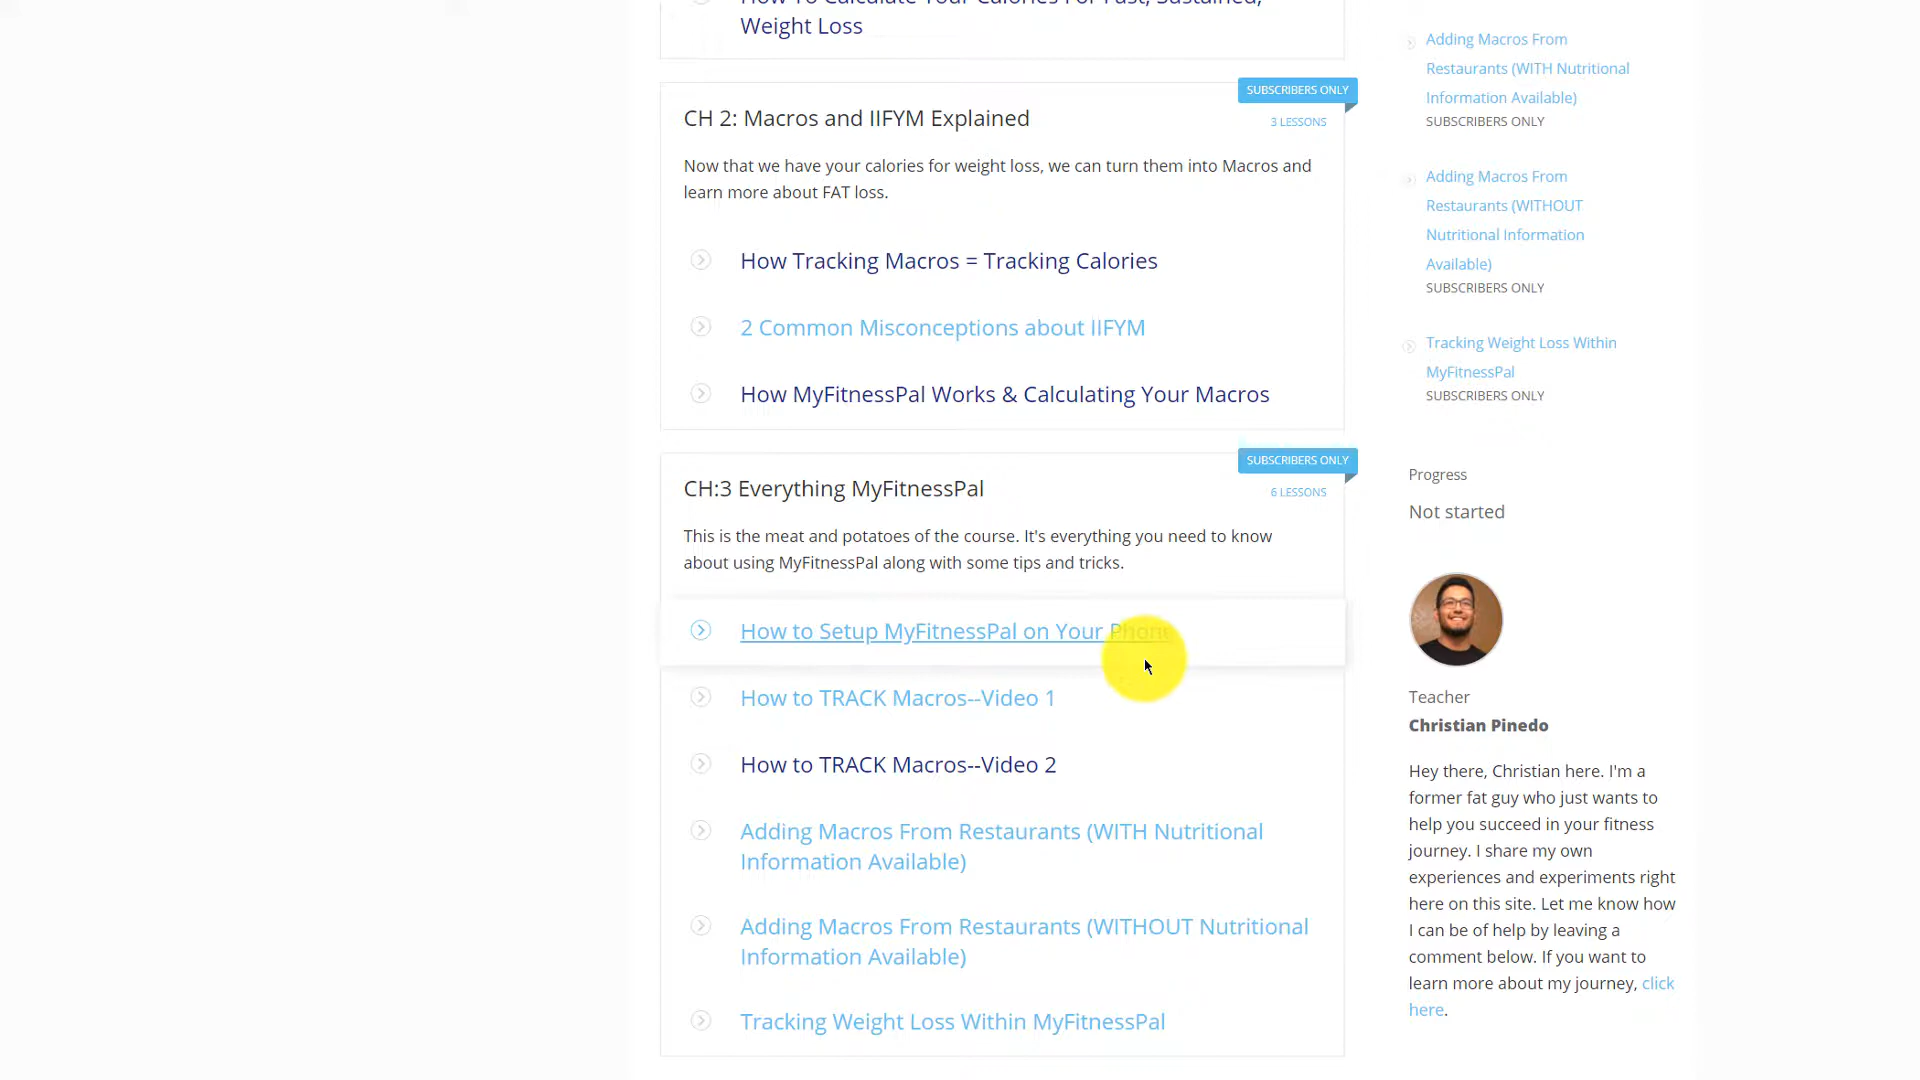 How To Calculate Your Calories For Fast, Sustained,
Weight Loss
SUBSCRIBERS ONLY
CH 2: Macros and IIFYM Explained
3 LESSONS
Now that we have your calories for weight loss, we can turn them into Macros and
learn more about FAT loss.
How Tracking Macros = Tracking Calories
2 Common Misconceptions about IIFYM
How MyFitnessPal Works & Calculating Your Macros
SUBSCRIBERS ONLY
CH:3 Everything MyFitnessPal
6 LESSONS
This is the meat and potatoes of the course. It's everything you need to know
about using MyFitnessPal along with some tips and tricks.
How to Setup MyFitnessPal on Your Phone
How to TRACK Macros--Video 1
How to TRACK Macros--Video 2
Adding Macros From Restaurants (WITH Nutritional
Information Available)
Adding Macros From Restaurants (WITHOUT Nutritional
Information Available)
Tracking Weight Loss Within MyFitnessPal
Adding Macros From
Restaurants (WITH Nutritional
Information Available)
SUBSCRIBERS ONLY
Adding Macros From
Restaurants (WITHOUT
Nutritional Information
Available)
SUBSCRIBERS ONLY
Tracking Weight Loss Within
MyFitnessPal
SUBSCRIBERS ONLY
Progress
Not started
Teacher
Christian Pinedo
Hey there, Christian here. I'm a
former fat guy who just wants to
help you succeed in your fitness
journey. I share my own
experiences and experiments right
here on this site. Let me know how
I can be of help by leaving a
comment below. If you want to
learn more about my journey, click
here.